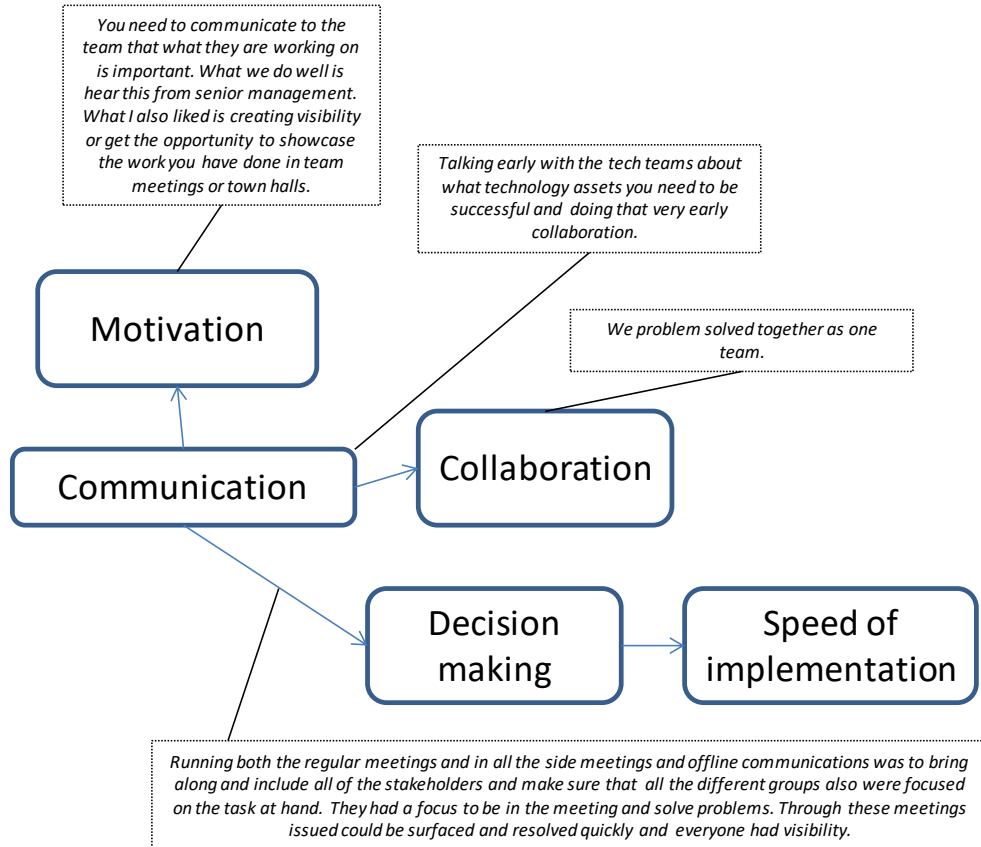 You need to communicate to the
team that what they are working on
is important. What we do well is
hear this from senior management.
What I also liked is creating visibility
or get the opportunity to showcase
the work you have done in team
meetings or town halls.
Talking early with the tech teams about
what technology assets you need to be
successful and doing that very early
collaboration.
Motivation
We problem solved together as one
team.
Collaboration
Communication
Decision
making
Speed of
implementation
Running both the regular meetings and in all the side meetings and offline communications was to bring
along and include all of the stakeholders and make sure that all the different groups also were focused
on the task at hand. They had a focus to be in the meeting and solve problems. Through these meetings
issued could be surfaced and resolved quickly and everyone had visibility.